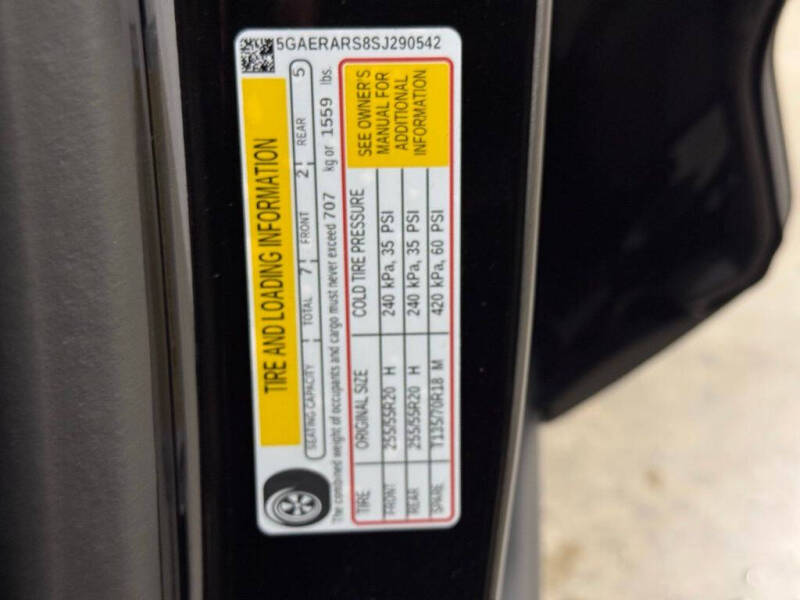 5GAERARS8SJ290542
TIRE AND LOADING INFORMATION
SEATING CAPACITY TOTAL 7 FRONT 2 REAR 5
The combined weight of occupants and cargo must never exceed 707 kg or 1559 lbs.
TIRE ORIGINAL SIZE COLD TIRE PRESSURE
FRONT 255/55R20 H 240 kPa, 35 PSI
REAR 255/55R20 H 240 kPa, 35 PSI
SPARE T135/70R18 M 420 kPa, 60 PSI
SEE OWNER'S
MANUAL FOR
ADDITIONAL
INFORMATION